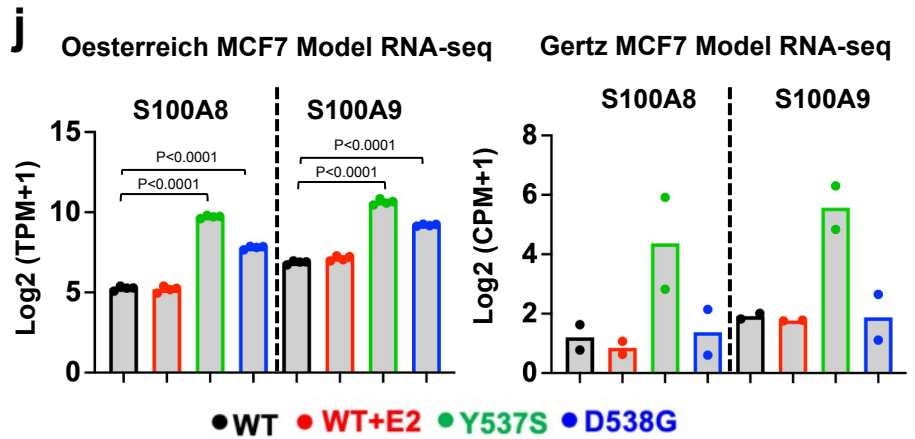 j
Oesterreich MCF7 Model RNA-seq
Gertz MCF7 Model RNA-seq
S100A8
S100A9
Log2 (TPM+1)
15
10
5
0
P<0.0001
P<0.0001
P<0.0001
P<0.0001
S100A8
S100A9
Log2 (CPM+1)
8
6
4
2
0
WT
WT+E2
Y537S
D538G